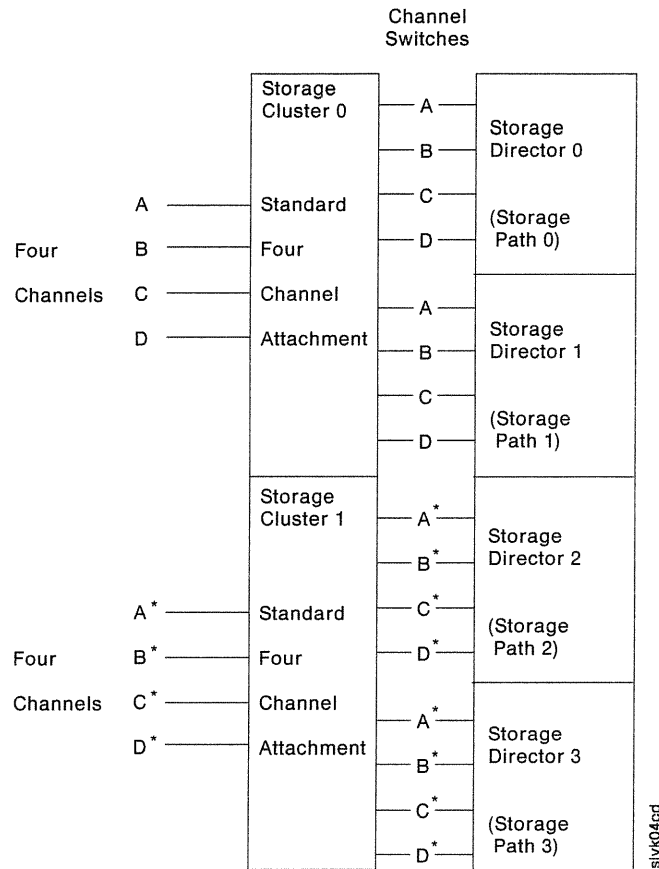 Channel
Switches
Storage
Cluster 0
A
B
C
D
Storage
Director 0
(Storage
Path 0)
Four
Channels
A
B
C
D
Standard
Four
Channel
Attachment
A
B
C
D
Storage
Director 1
(Storage
Path 1)
Storage
Cluster 1
A*
B*
C*
D*
Storage
Director 2
(Storage
Path 2)
Four
Channels
A*
B*
C*
D*
Standard
Four
Channel
Attachment
A*
B*
C*
D*
Storage
Director 3
(Storage
Path 3)
slvk04cd